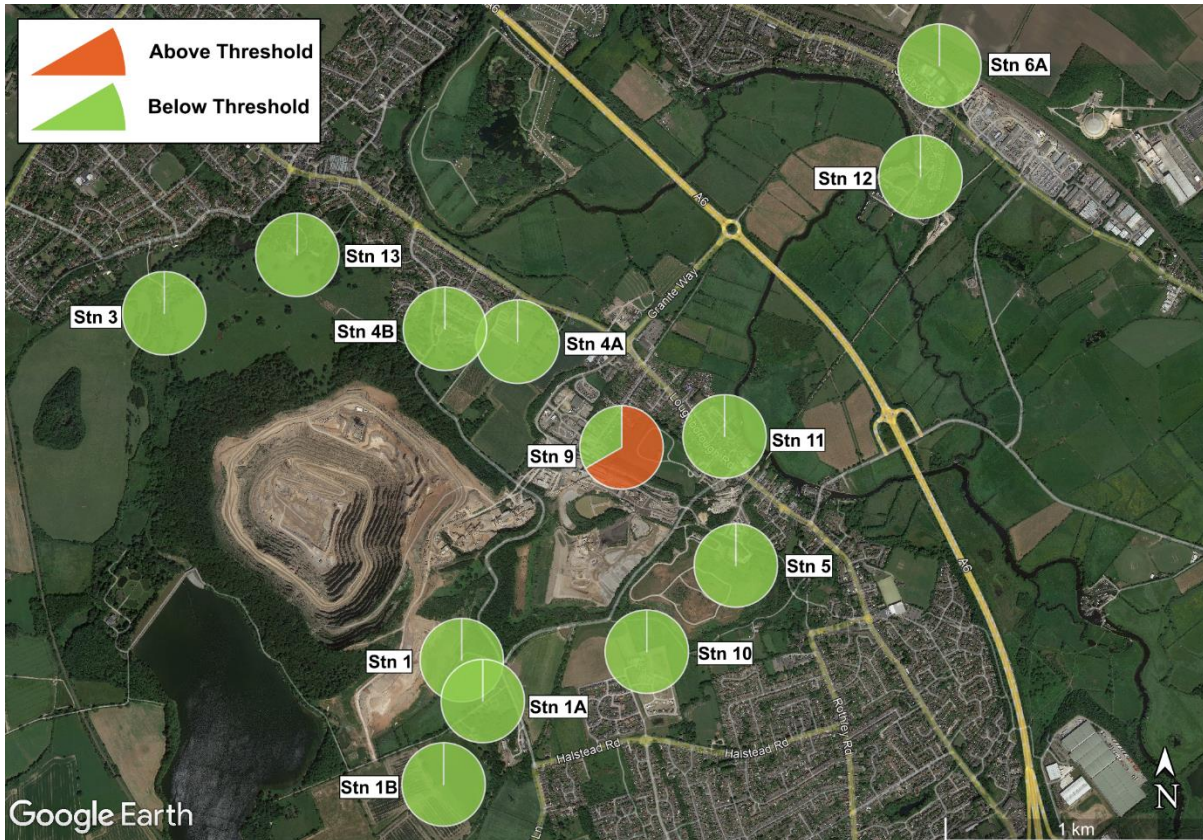 Above Threshold
Below Threshold
A6
Stn 6A
Stn 12
A6
Stn 13
Granite Way
Stn 3
Stn 4B
Stn 4A
Stn 9
Stn 11
Stn 5
A6
Stn 1
Stn 10
Stn 1A
Rothley Rd
Halstead Rd
Halstead Rd
Stn 1B
Google Earth
Ln
1 km
N